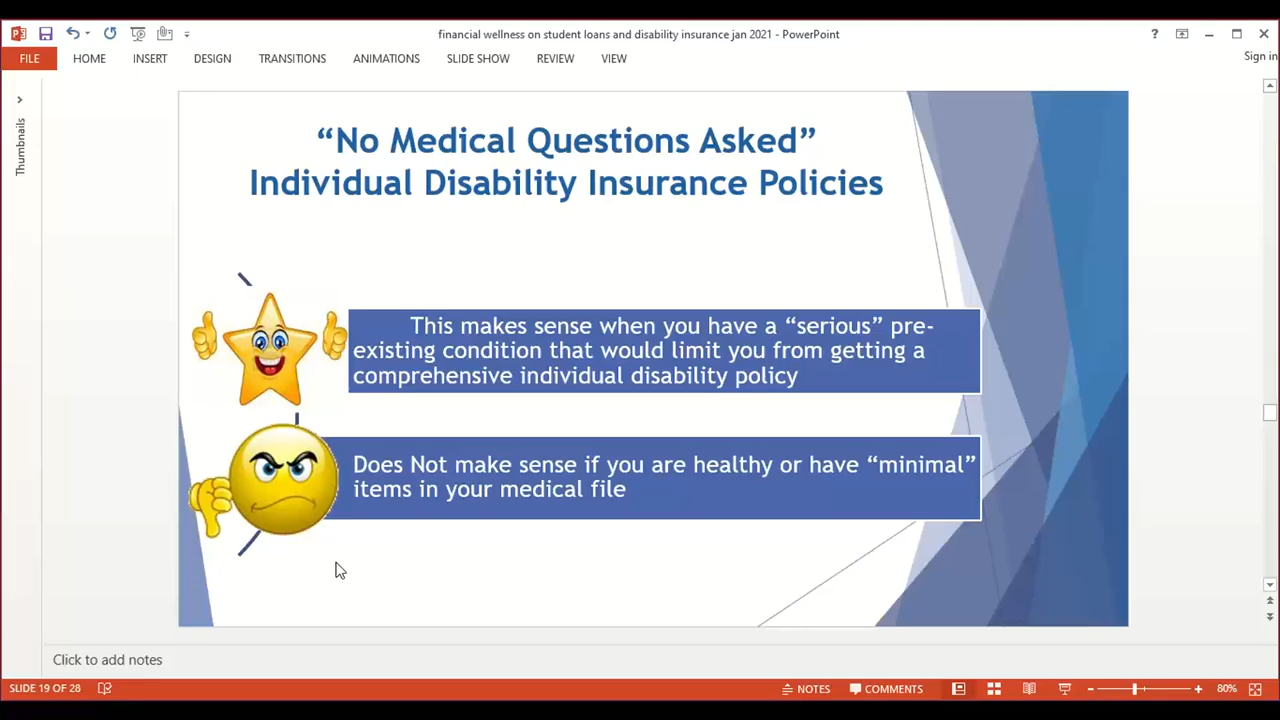 financial wellness on student loans and disability insurance jan 2021 - PowerPoint
?
Sign in
FILE HOME INSERT DESIGN TRANSITIONS ANIMATIONS SLIDE SHOW REVIEW VIEW
Thumbnails
“No Medical Questions Asked”
Individual Disability Insurance Policies
This makes sense when you have a “serious” pre-
existing condition that would limit you from getting a
comprehensive individual disability policy
Does Not make sense if you are healthy or have “minimal”
items in your medical file
Click to add notes
SLIDE 19 OF 28 NOTES COMMENTS 80%